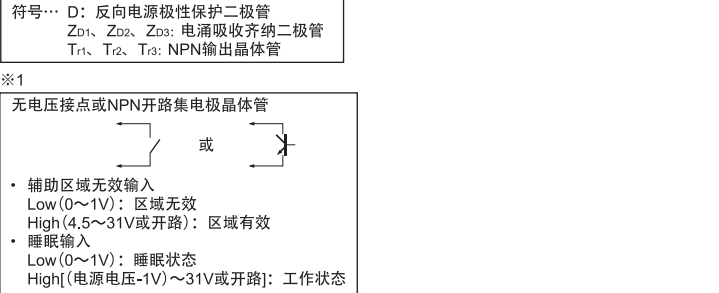 符号… D：反向电源极性保护二极管
ZD1、ZD2、ZD3: 电涌吸收齐纳二极管
Tr1、Tr2、Tr3: NPN输出晶体管
※1
无电压接点或NPN开路集电极晶体管
或
• 辅助区域无效输入
Low（0～1V）：区域无效
High（4.5～31V或开路）：区域有效
• 睡眠输入
Low（0～1V）：睡眠状态
High[（电源电压-1V）～31V或开路]：工作状态